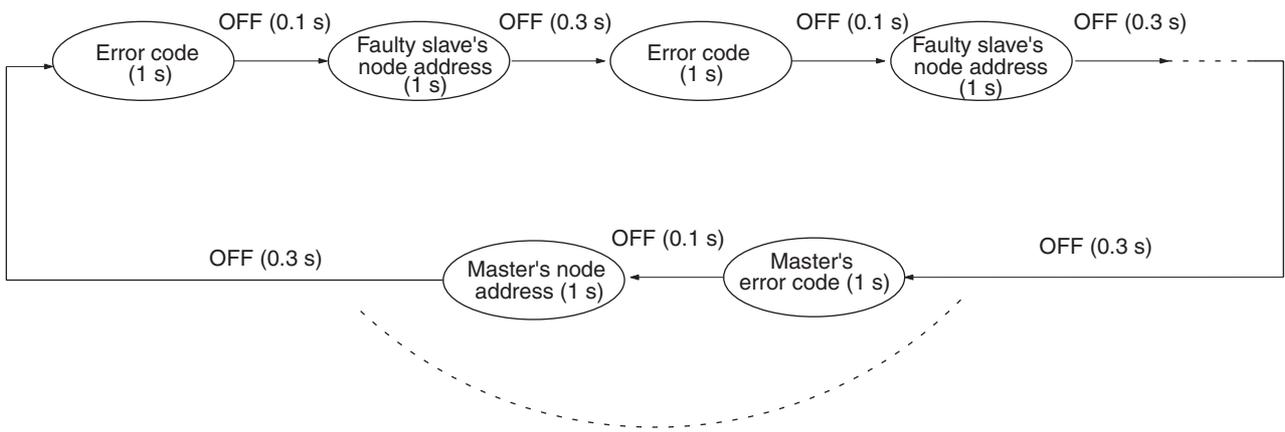 OFF (0.1 s)
OFF (0.3 s)
OFF (0.1 s)
OFF (0.3 s)
Error code
(1 s)
Faulty slave's
node address
(1 s)
Error code
(1 s)
Faulty slave's
node address
(1 s)
OFF (0.3 s)
Master's node
address (1 s)
OFF (0.1 s)
Master's
error code (1 s)
OFF (0.3 s)